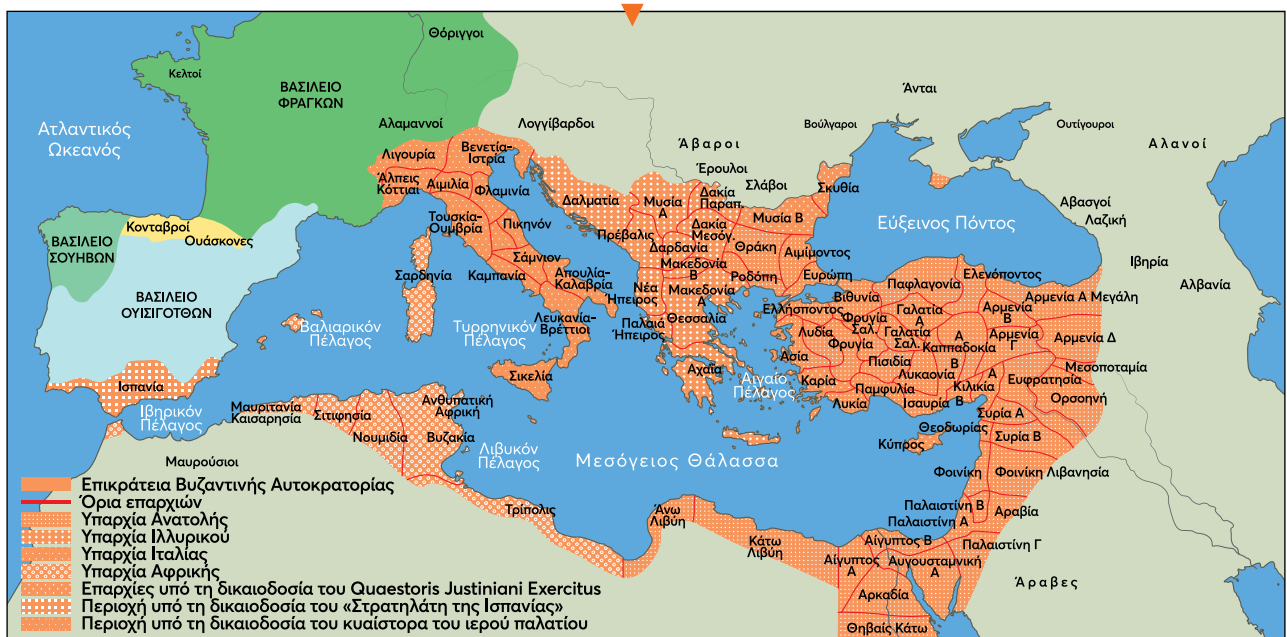 Θόριγγοι
Κελτοί
ΒΑΣΙΛΕΙΟ
ΦΡΑΓΚΩΝ
Άνται
Ατλαντικός
Ωκεανός
Αλαμαννοί
Λογγίβαρδοι
Βούλγαροι
Ουτίγουροι
Άβαροι
Αλανοί
Λιγουρία
Βενετία-
Ιστρία
Έρουλοι
Σλάβοι
Άλπεις
Κόττιαι
Αιμιλία
Φλαμινία
Δαλματία
Μυσία
Α
Δακία
Παραπ.
Σκυθία
Αβασγοί
Λαζική
Κονταβροί
Ουάσκονες
ΒΑΣΙΛΕΙΟ
ΣΟΥΗΒΩΝ
Τουσκία-
Ουμβρία
Πικηνόν
Πρέβαλις
Δακία
Μεσόγ.
Μυσία Β
Εύξεινος Πόντος
Δαρδανία
Θράκη
Αιμίμοντος
Ιβηρία
Αλβανία
Σάμνιον
Σαρδηνία
Καμπανία
Απουλία-
Καλαβρία
Μακεδονία
Β
Ροδόπη
Ευρώπη
Ελενόποντος
Παφλαγονία
ΒΑΣΙΛΕΙΟ
ΟΥΙΣΙΓΟΤΘΩΝ
Νέα
Ήπειρος
Μακεδονία
Α
Βιθυνία
Ελλήσποντος
Γαλατία
Α
Αρμενία
Β
Αρμενία Α Μεγάλη
Βαλιαρικόν
Πέλαγος
Τυρρηνικόν
Πέλαγος
Λευκανία-
Βρέττιοι
Παλαιά
Ήπειρος
Θεσσαλία
Λυδία
Φρυγία
Σαλ.
Φρυγία
Γαλατία
Σαλ.
Α
Καππαδοκία
Β
Αρμενία
Γ
Αρμενία Δ
Ασία
Πισιδία
Λυκαονία
Μεσοποταμία
Ισπανία
Σικελία
Αχαΐα
Αιγαίο
Πέλαγος
Καρία
Παμφυλία
Κιλικία
Α
Β
Ευφρατησία
Ορσοηνή
Λυκία
Ισαυρία
Ιβηρικόν
Πέλαγος
Μαυριτανία
Καισαρησία
Σιτιφησία
Ανθυπατική
Αφρική
Νουμιδία
Βυζακία
Θεοδωρίας
Συρία Α
Συρία Β
Κύπρος
Λιβυκόν
Πέλαγος
Μεσόγειος Θάλασσα
Μαυρούσιοι
Φοινίκη
Φοινίκη Λιβανησία
Τρίπολις
Άνω
Λιβύη
Παλαιστίνη Β
Παλαιστίνη Α
Αραβία
Κάτω
Λιβύη
Αίγυπτος Β
Παλαιστίνη Γ
Αίγυπτος
Α
Αυγουσταμνική
Α
Άραβες
Αρκαδία
Θηβαΐς Κάτω
Επικράτεια Βυζαντινής Αυτοκρατορίας
Όρια επαρχιών
Υπαρχία Ανατολής
Υπαρχία Ιλλυρικού
Υπαρχία Ιταλίας
Υπαρχία Αφρικής
Επαρχίες υπό τη δικαιοδοσία του Quaestoris Justiniani Exercitus
Περιοχή υπό τη δικαιοδοσία του «Στρατηλάτη της Ισπανίας»
Περιοχή υπό τη δικαιοδοσία του κυαίστορα του ιερού παλατίου